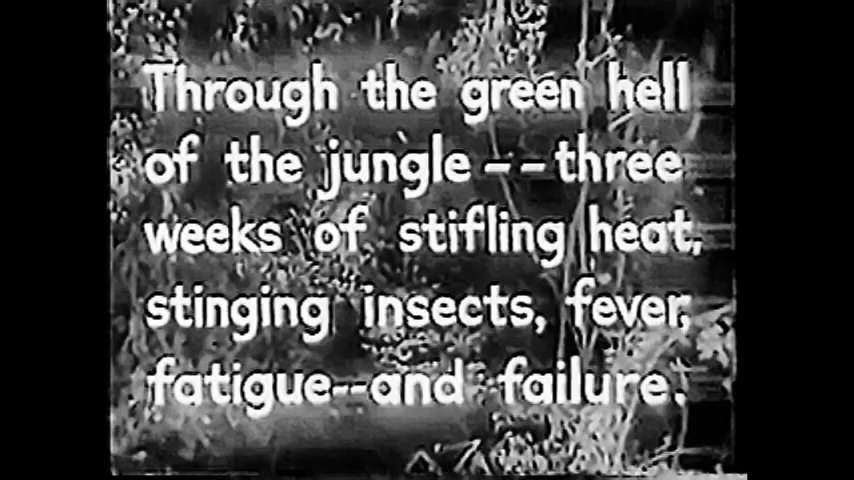 Through the green hell
of the jungle -- three
weeks of stifling heat,
stinging insects, fever,
fatigue--and failure.